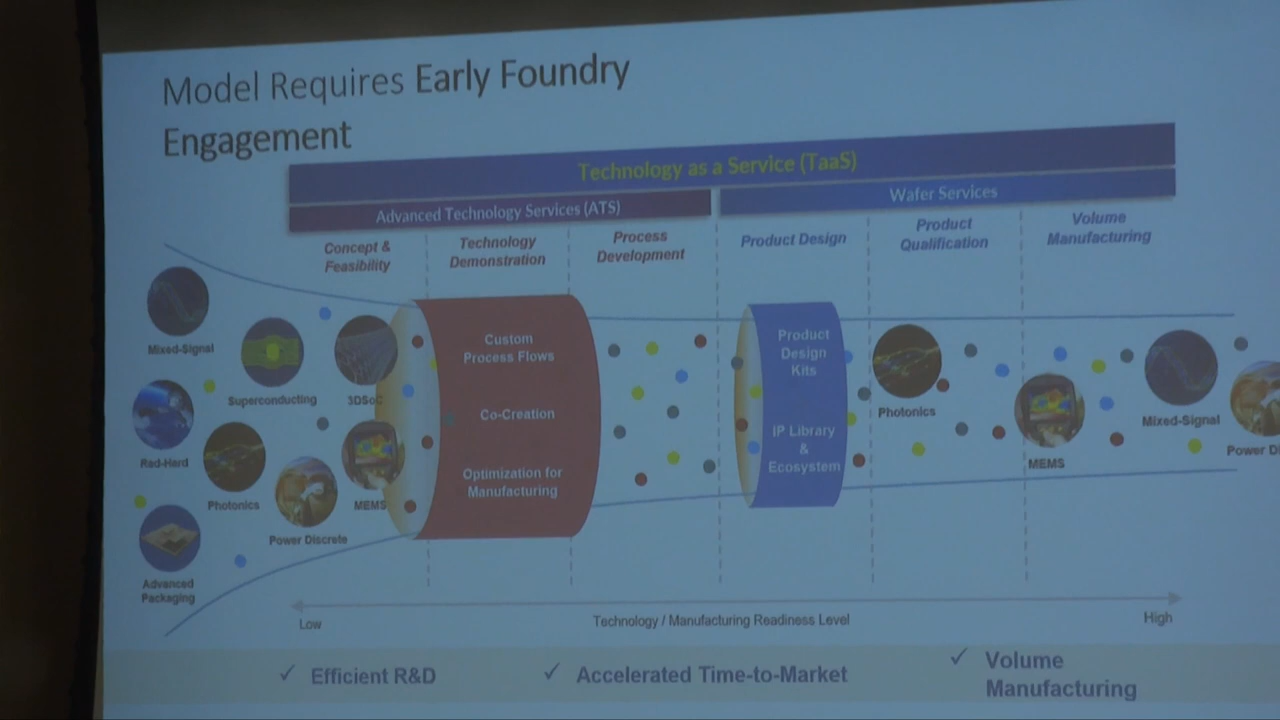 Model Requires Early Foundry
Engagement
Technology as a Service (TaaS)
Advanced Technology Services (ATS)
Wafer Services
Concept &
Feasibility
Technology
Demonstration
Process
Development
Product Design
Product
Qualification
Volume
Manufacturing
Mixed-Signal
Superconducting
3DSoC
Rad-Hard
Photonics
Power Discrete
MEMS
Advanced
Packaging
Custom
Process Flows
Co-Creation
Optimization for
Manufacturing
Product
Design
Kits
IP Library
&
Ecosystem
Photonics
MEMS
Mixed-Signal
Power
Low
Technology / Manufacturing Readiness Level
High
✓ Efficient R&D
✓ Accelerated Time-to-Market
✓ Volume
Manufacturing